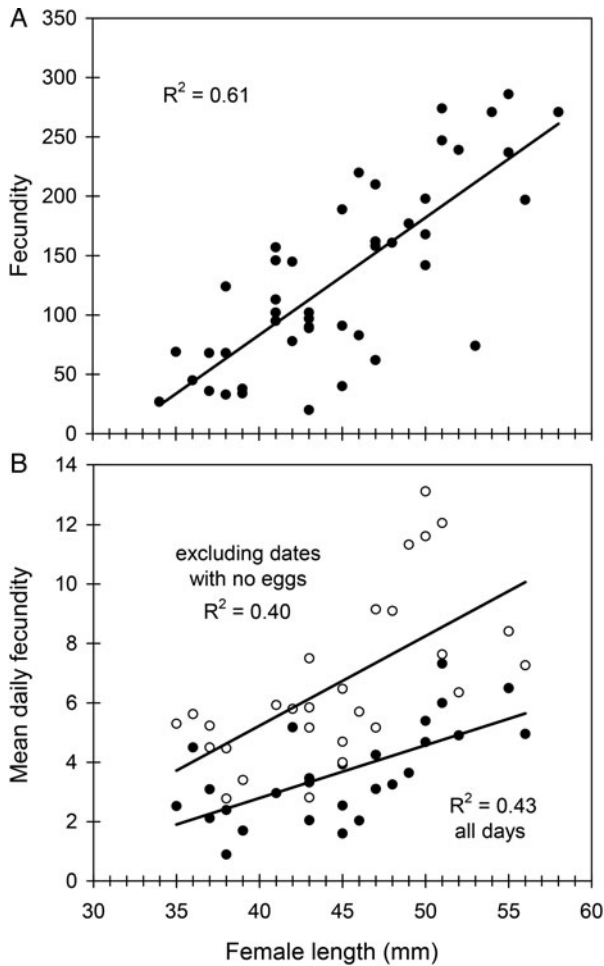 A
350
300
250
200
150
100
50
0
Fecundity
R² = 0.61
B
14
12
10
8
6
4
2
0
Mean daily fecundity
excluding dates
with no eggs
R² = 0.40
R² = 0.43
all days
30 35 40 45 50 55 60
Female length (mm)